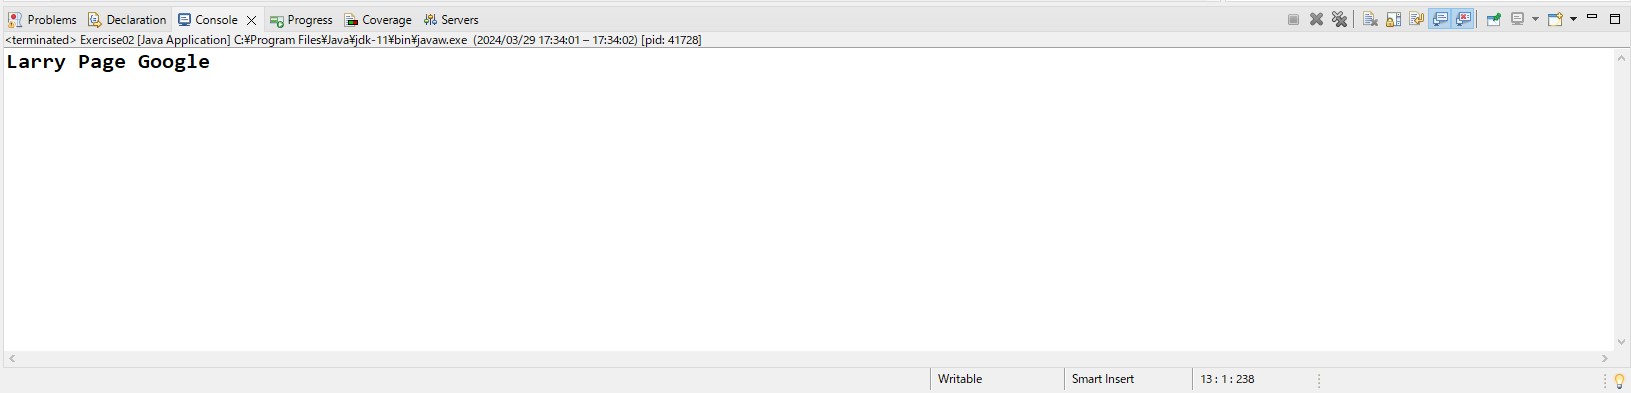 Problems Declaration Console Progress Coverage Servers
<terminated> Exercise02 [Java Application] C:¥Program Files¥Java¥jdk-11¥bin¥javaw.exe (2024/03/29 17:34:01 – 17:34:02) [pid: 41728]
Larry Page Google
Writable Smart Insert 13 : 1 : 238